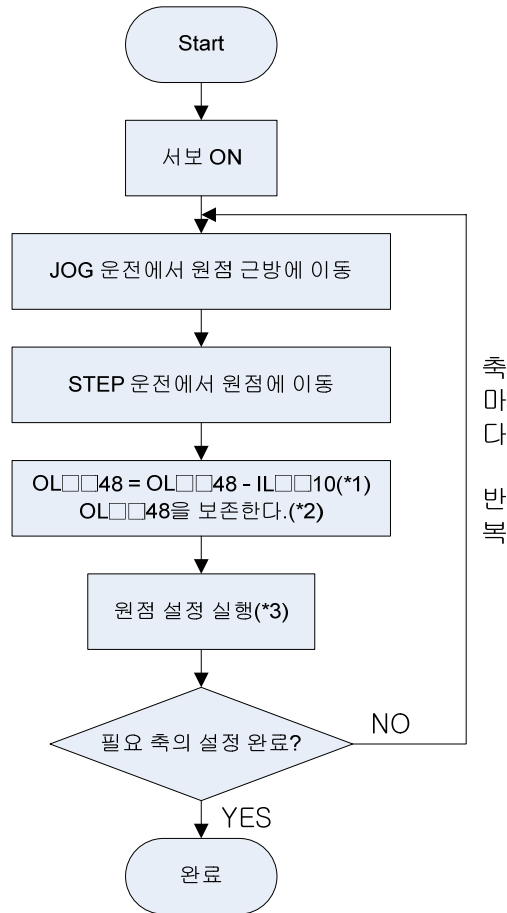 Start
서보 ON
JOG 운전에서 원점 근방에 이동
STEP 운전에서 원점에 이동
OL□□48 = OL□□48 - IL□□10(*1)
OL□□48을 보존한다.(*2)
원점 설정 실행(*3)
필요 축의 설정 완료?
NO
축마다 반복
YES
완료